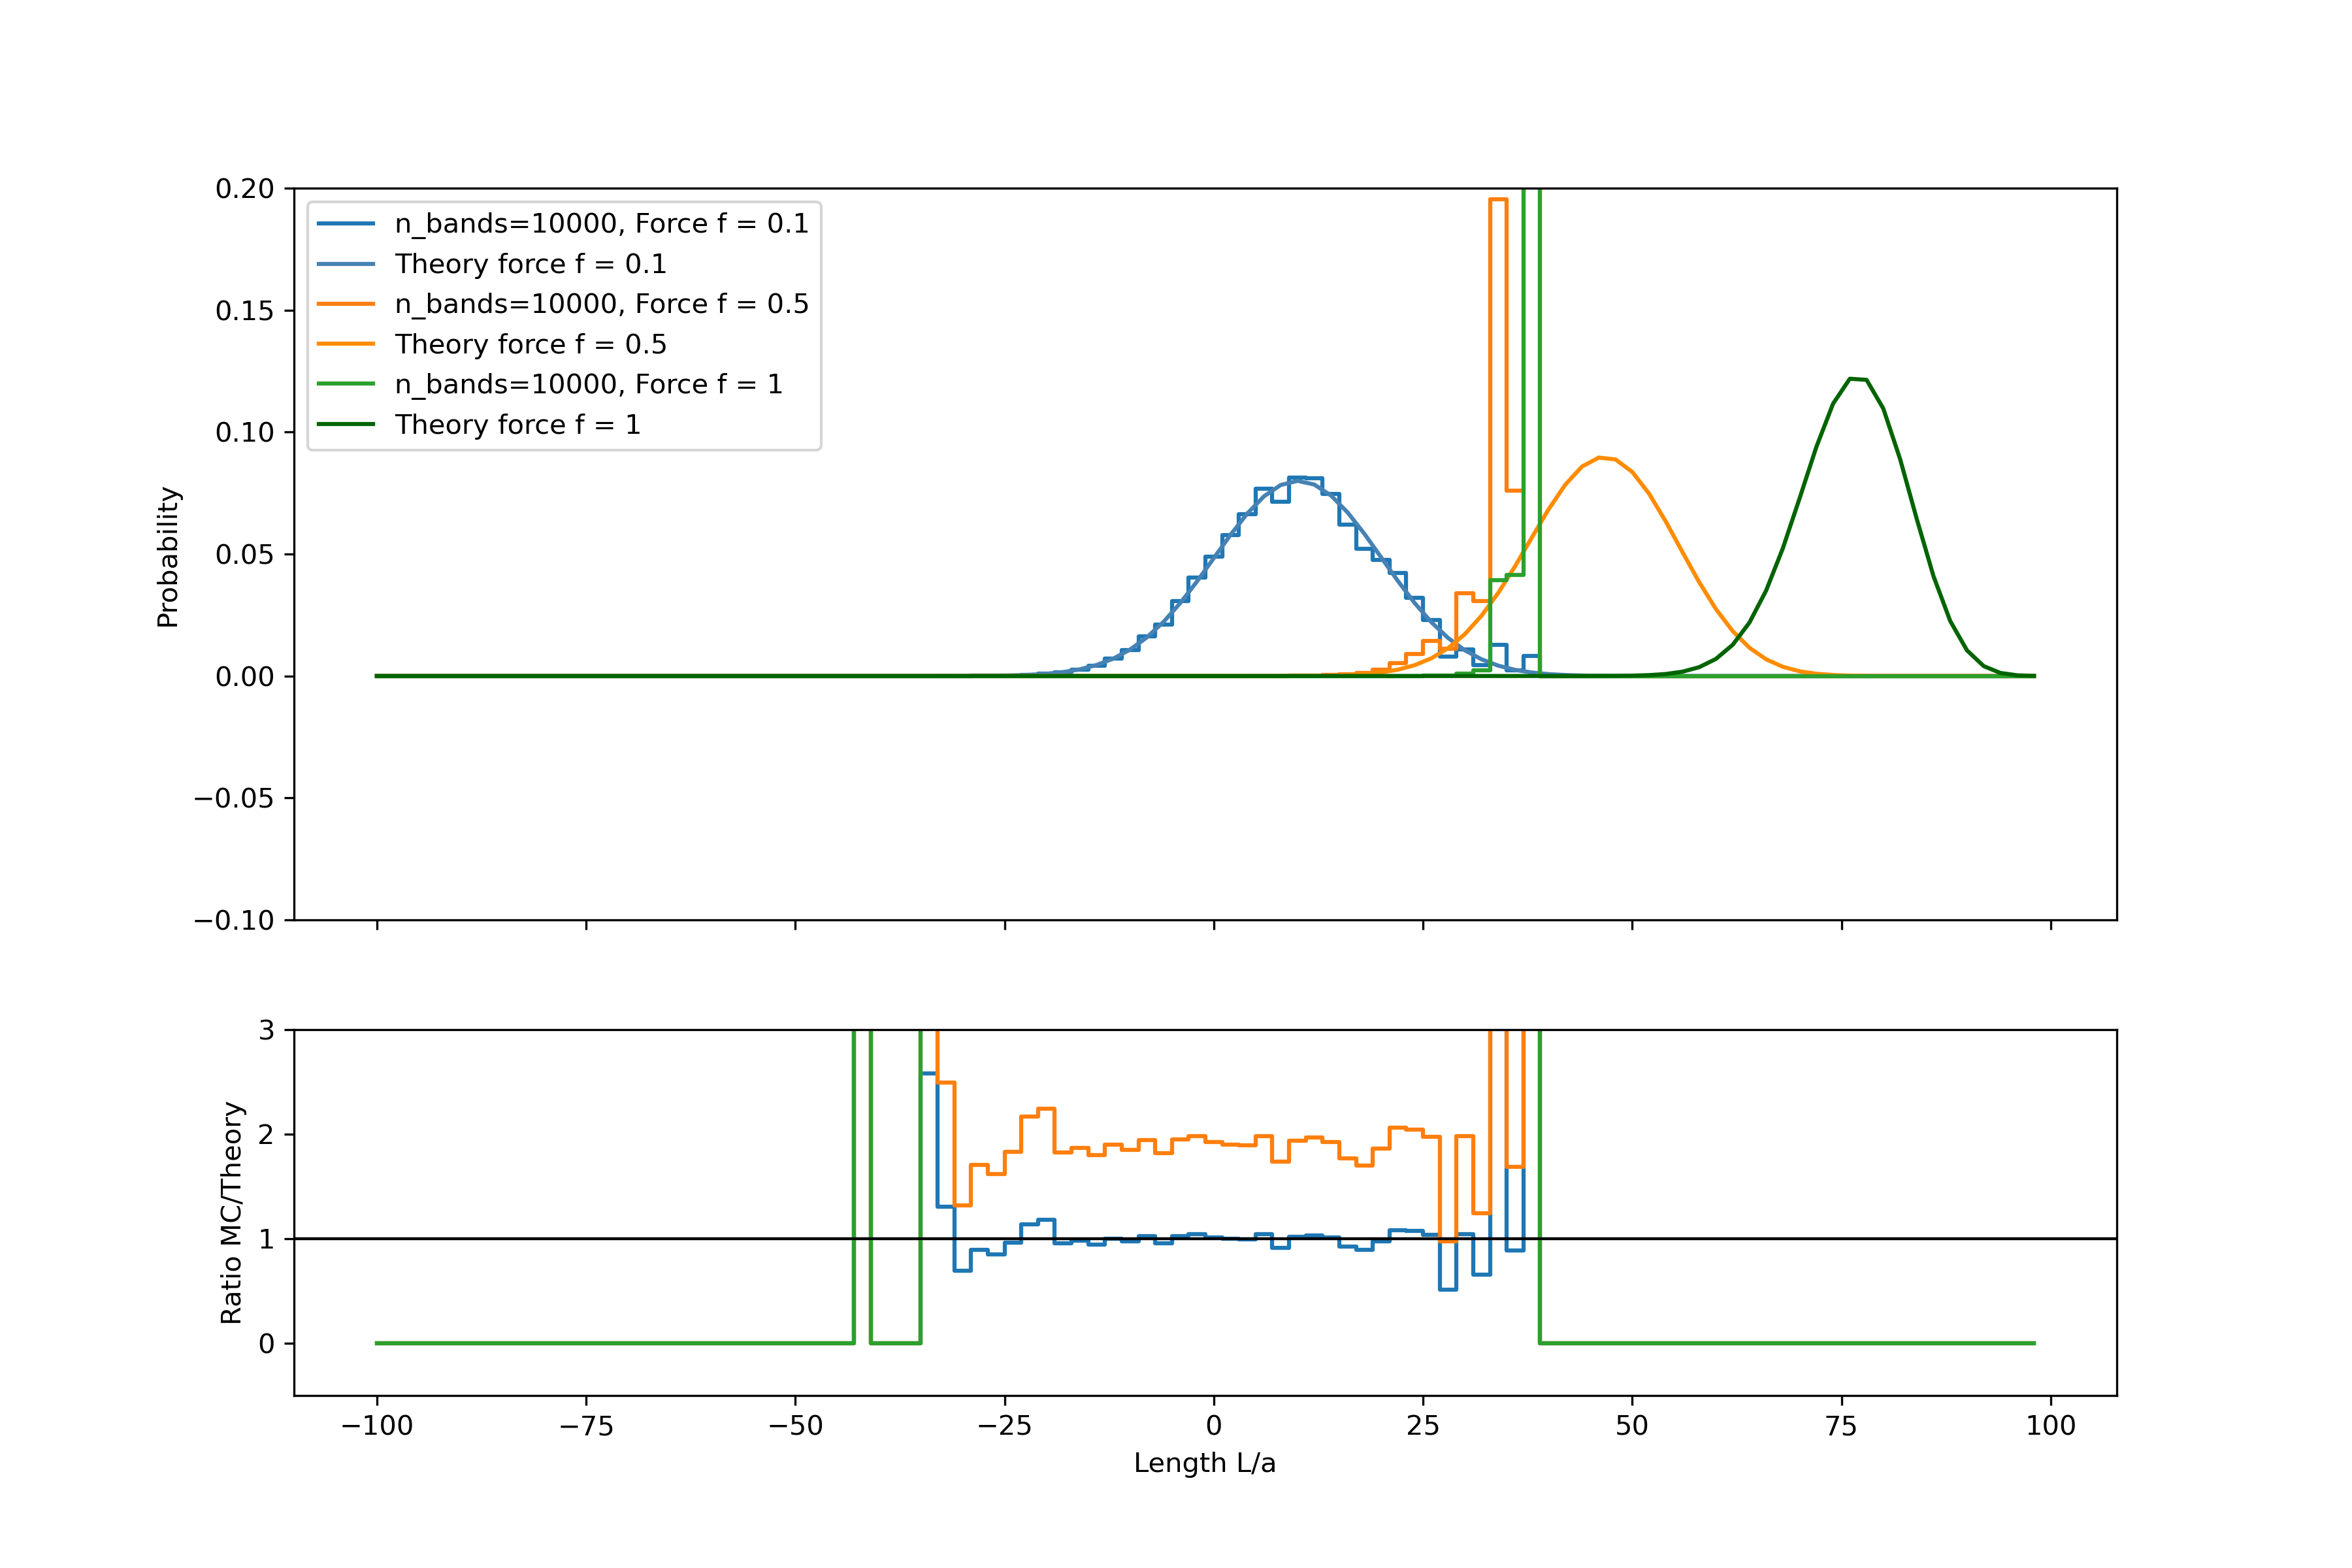 0.20
0.15
0.10
0.05
0.00
−0.05
−0.10
Probability
n_bands=10000, Force f = 0.1
Theory force f = 0.1
n_bands=10000, Force f = 0.5
Theory force f = 0.5
n_bands=10000, Force f = 1
Theory force f = 1
3
2
1
0
Ratio MC/Theory
−100 −75 −50 −25 0 25 50 75 100
Length L/a